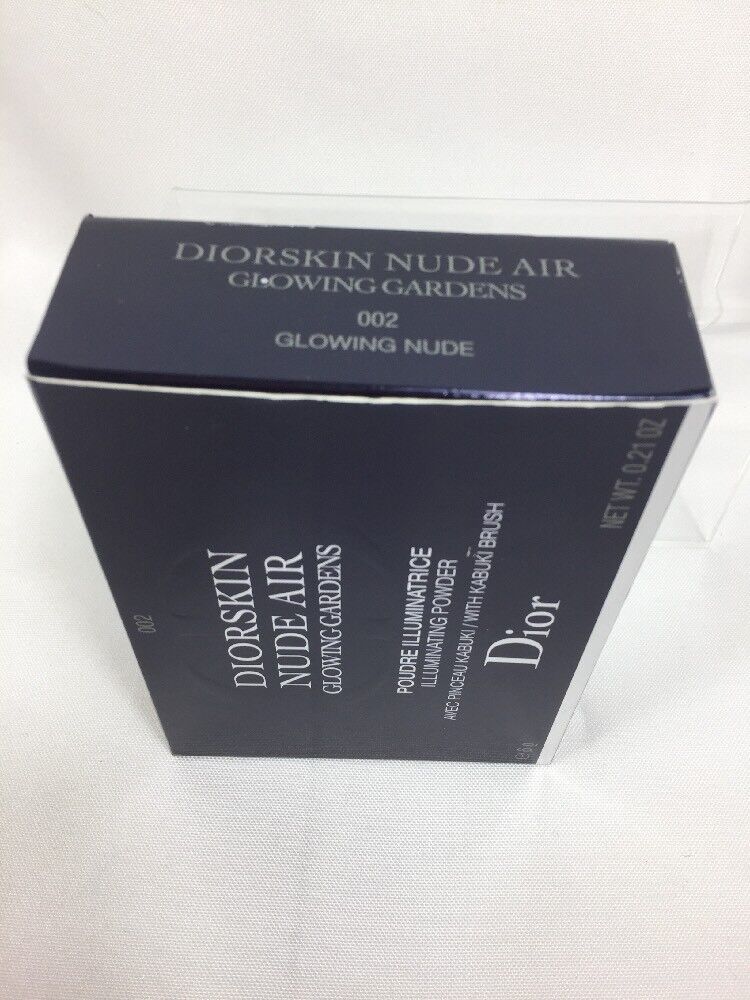 DIORSKIN NUDE AIR
GLOWING GARDENS
002
GLOWING NUDE
002
DIORSKIN
NUDE AIR
GLOWING GARDENS
POUDRE ILLUMINATRICE
ILLUMINATING POWDER
AVEC PINCEAU KABUKI / WITH KABUKI BRUSH
Dior
℮ 6 g
NET WT. 0.21 OZ